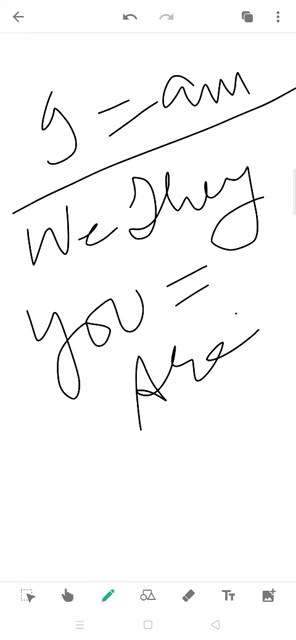 I = am
We They
you =
Are